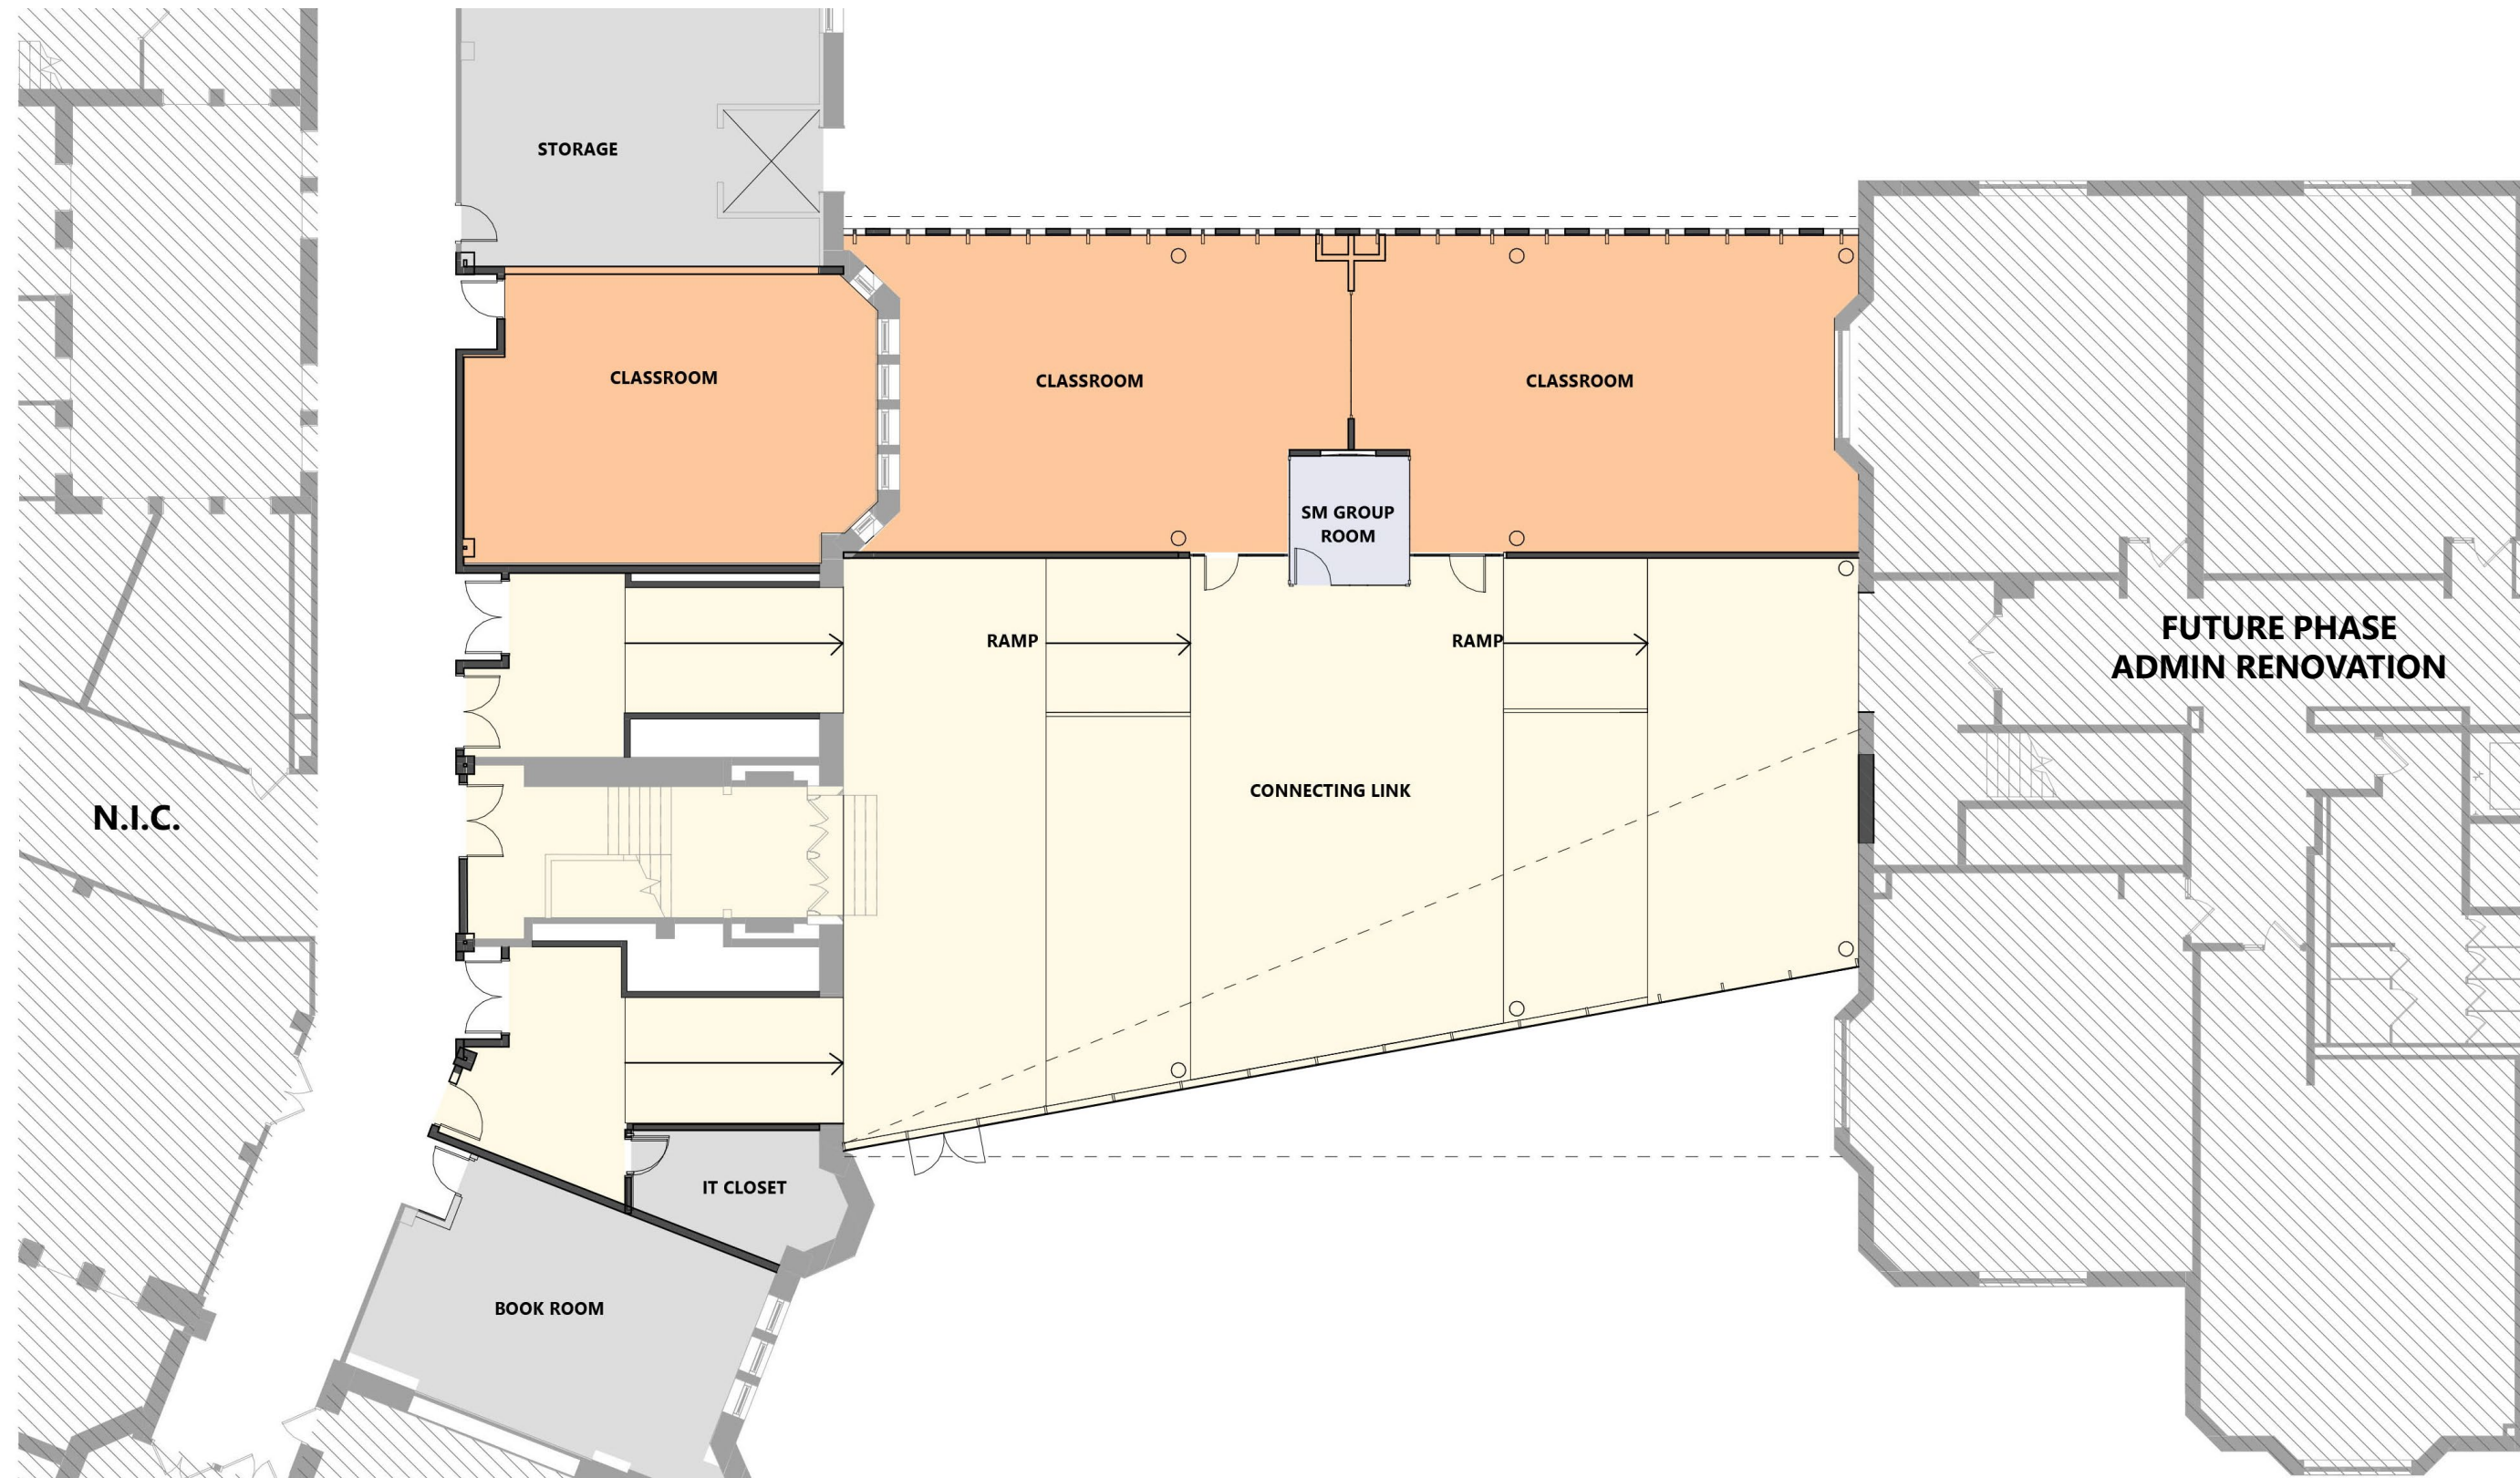 STORAGE
CLASSROOM
CLASSROOM
CLASSROOM
SM GROUP
ROOM
RAMP
RAMP
FUTURE PHASE
ADMIN RENOVATION
CONNECTING LINK
N.I.C.
IT CLOSET
BOOK ROOM